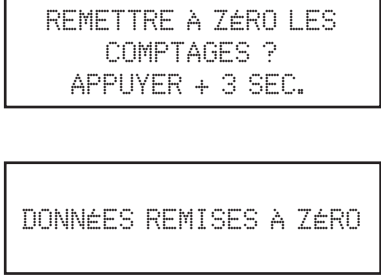 REMETTRE À ZÉRO LES
COMPTAGES ?
APPUYER + 3 SEC.
DONNÉES REMISES À ZÉRO